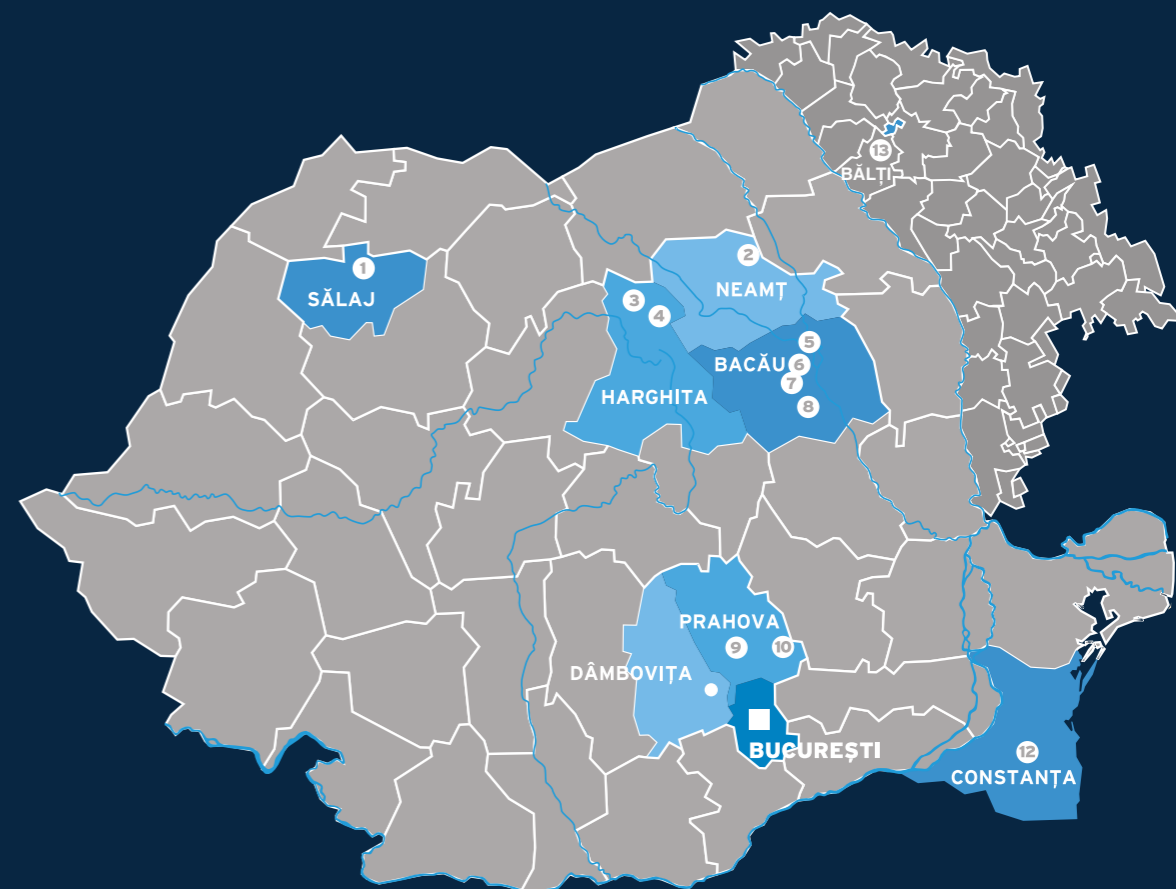 13
BĂLȚI
2
1
NEAMȚ
SĂLAJ
3
4
5
BACĂU
6
7
HARGHITA
8
PRAHOVA
9
10
DÂMBOVIȚA
BUCUREȘTI
12
CONSTANȚA